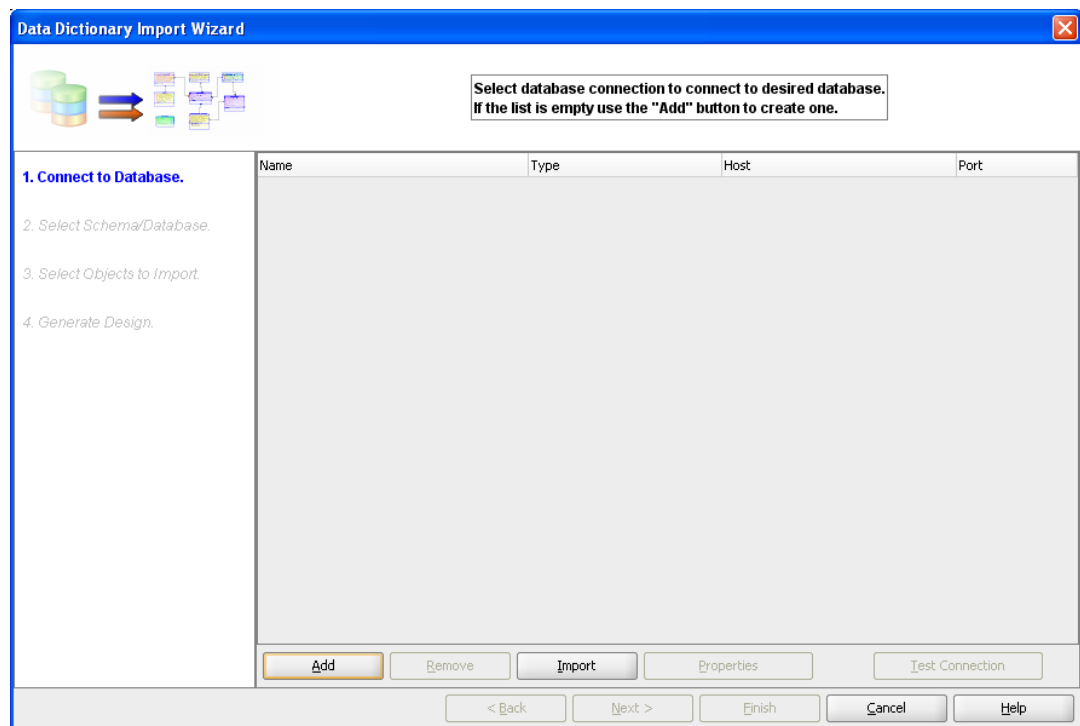 Data Dictionary Import Wizard
Select database connection to connect to desired database.
If the list is empty use the "Add" button to create one.
1. Connect to Database.
2. Select Schema/Database.
3. Select Objects to Import.
4. Generate Design.
Name Type Host Port
Add Remove Import Properties Test Connection
< Back Next > Finish Cancel Help